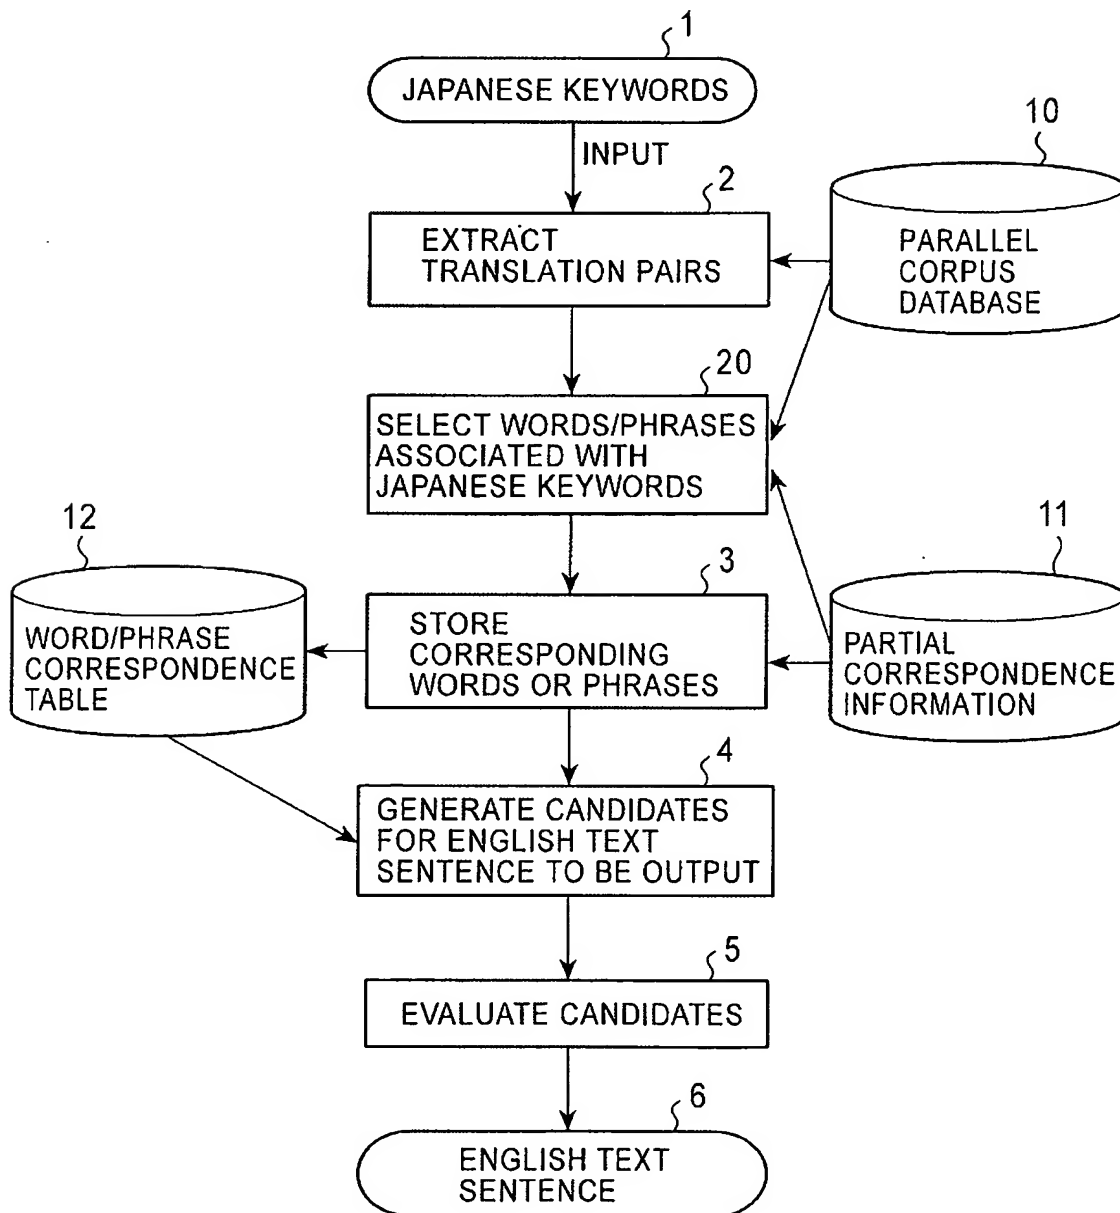 1
JAPANESE KEYWORDS
INPUT
10
2
EXTRACT
TRANSLATION PAIRS
PARALLEL
CORPUS
DATABASE
20
SELECT WORDS/PHRASES
ASSOCIATED WITH
JAPANESE KEYWORDS
12
11
3
WORD/PHRASE
CORRESPONDENCE
TABLE
STORE
CORRESPONDING
WORDS OR PHRASES
PARTIAL
CORRESPONDENCE
INFORMATION
4
GENERATE CANDIDATES
FOR ENGLISH TEXT
SENTENCE TO BE OUTPUT
5
EVALUATE CANDIDATES
6
ENGLISH TEXT
SENTENCE